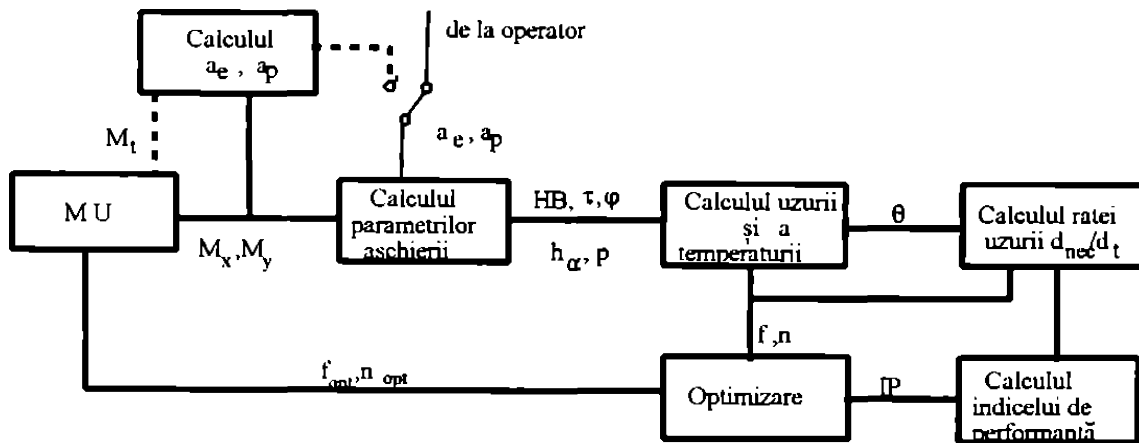 Calculul
a_e , a_p
de la operator
M_t
a_e , a_p
M U
M_x, M_y
Calculul
parametrilor
aschierii
HB, τ, φ
h_α, p
Calculul uzurii
și a
temperaturii
θ
Calculul ratei
uzurii d_nec/d_t
f ,n
f_opt, n_opt
Optimizare
IP
Calculul
indicelui de
performanță